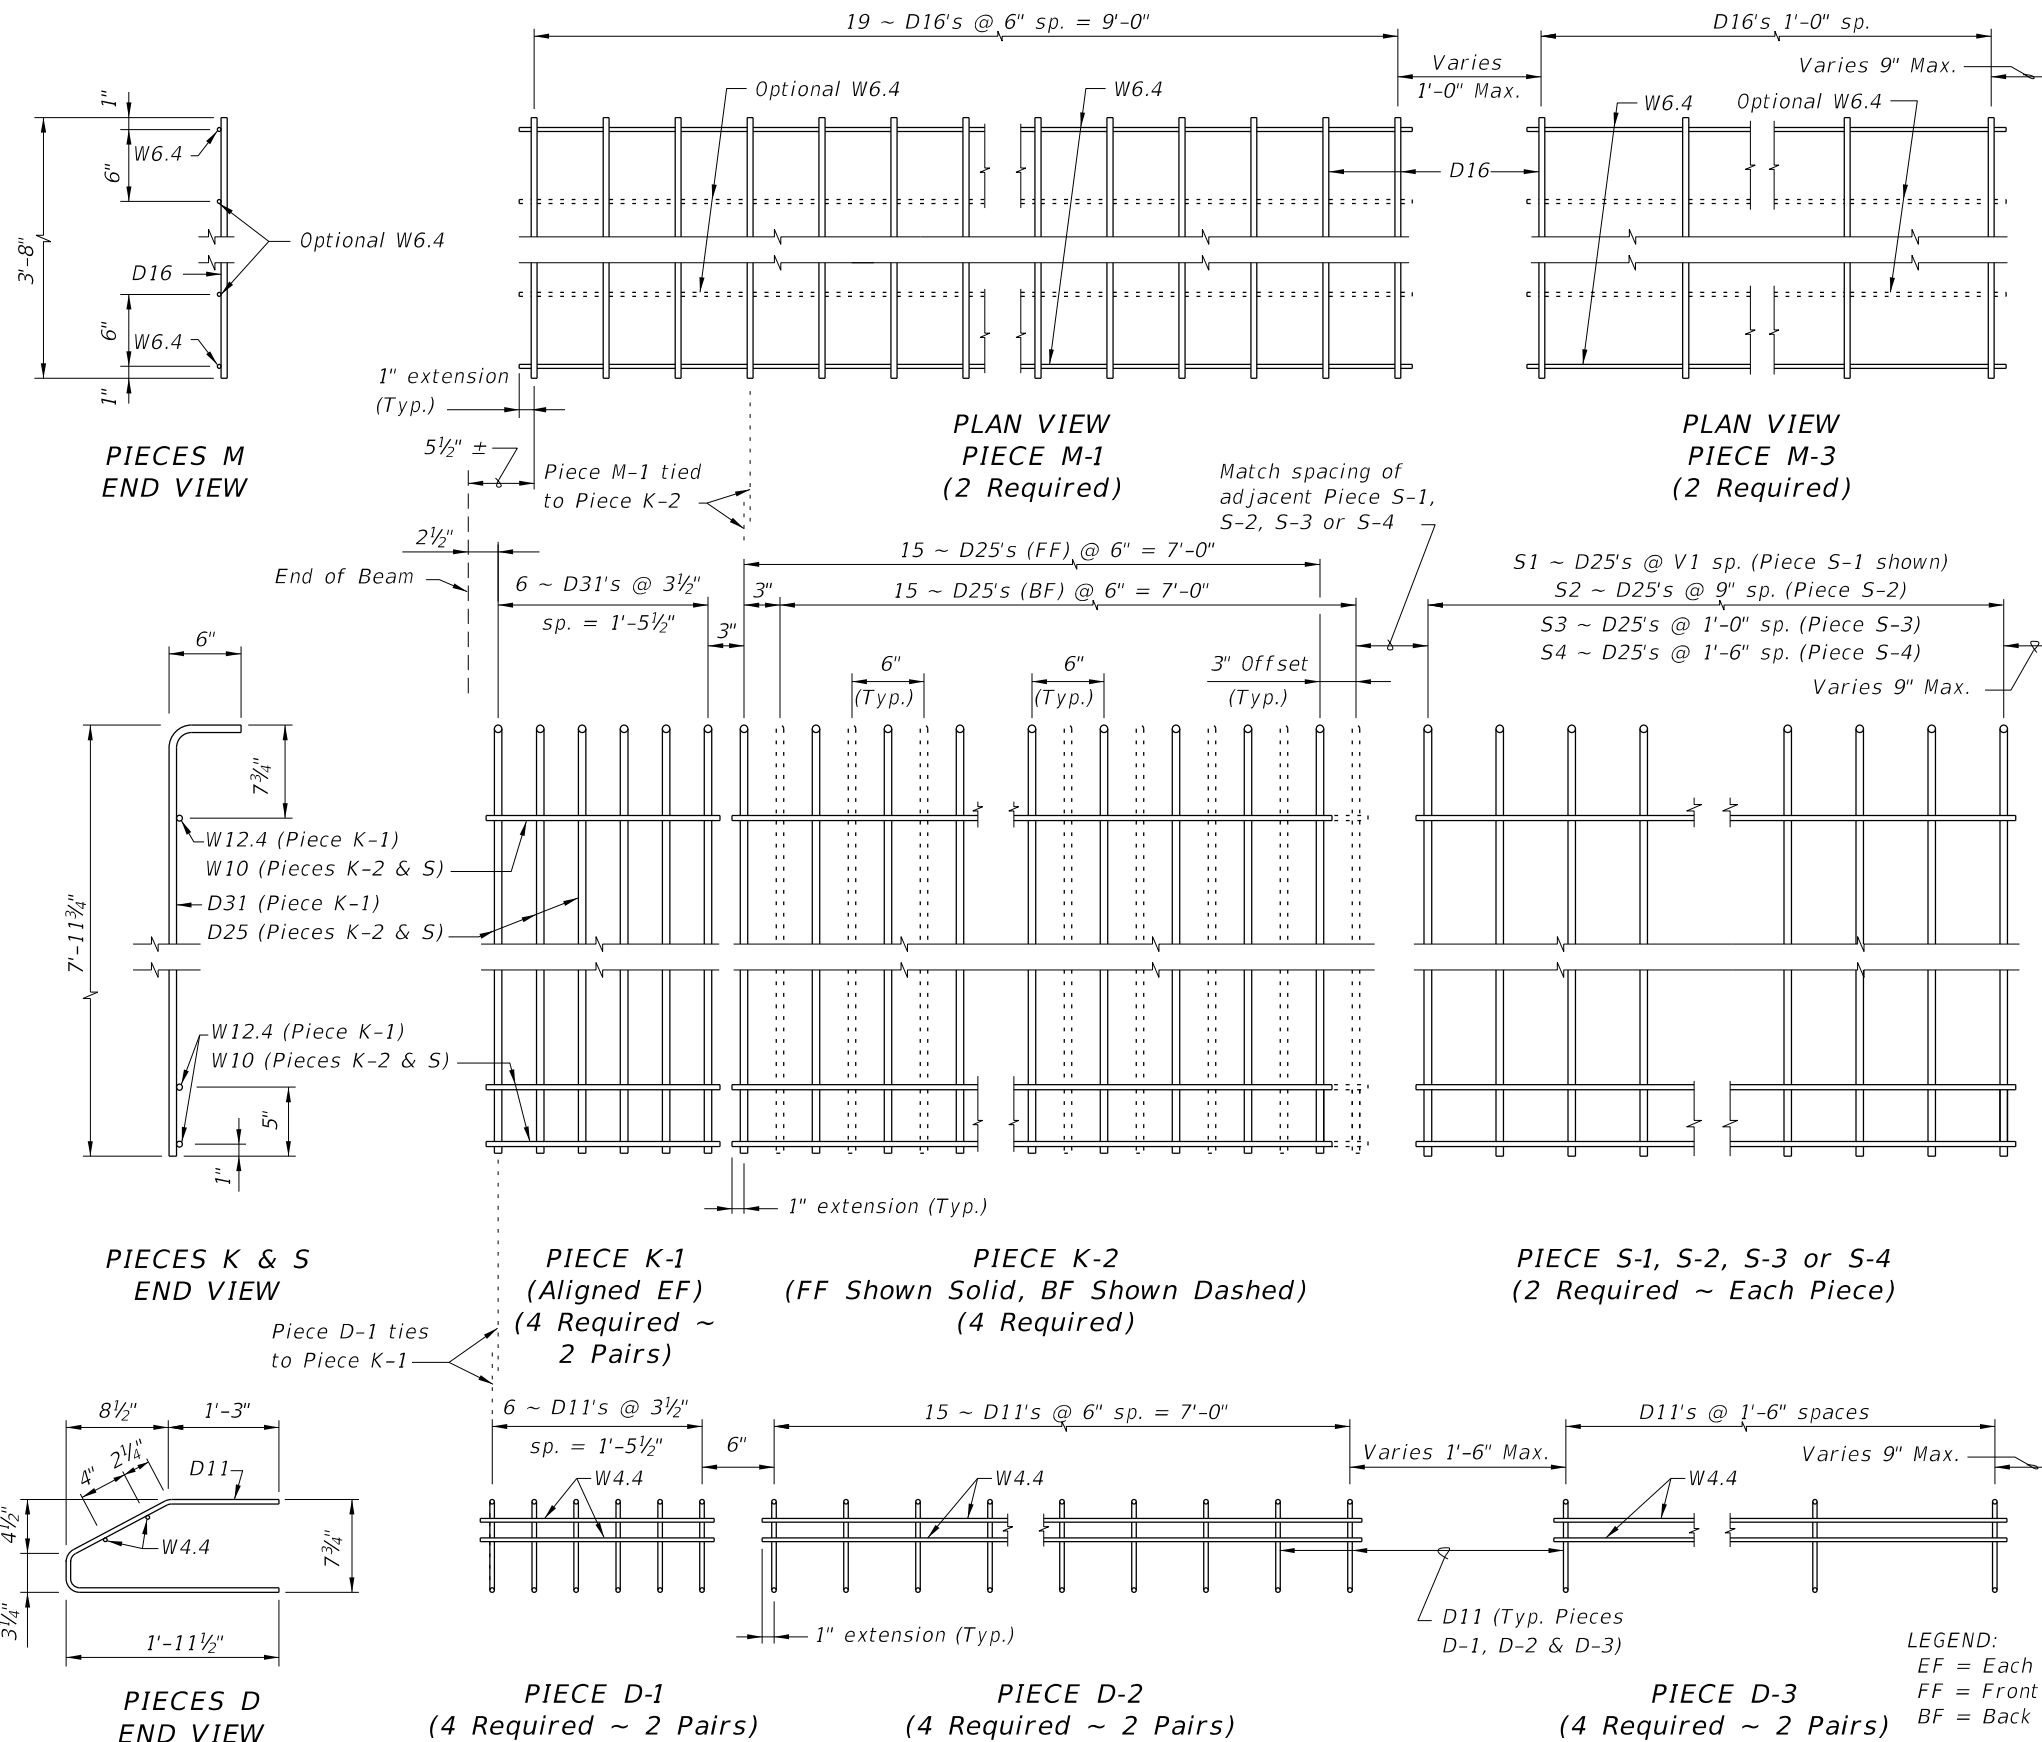 19 ~ D16's @ 6" sp. = 9'-0"
D16's 1'-0" sp.
Varies
1'-0" Max.
Varies 9" Max.
1"
Optional W6.4
W6.4
W6.4
Optional W6.4
W6.4
6"
D16
3'-8"
Optional W6.4
D16
6"
W6.4
1"
1" extension
(Typ.)
PIECES M
END VIEW
PLAN VIEW
PIECE M-1
(2 Required)
PLAN VIEW
PIECE M-3
(2 Required)
5½" ±
Piece M-1 tied
to Piece K-2
Match spacing of
adjacent Piece S-1,
S-2, S-3 or S-4
2½"
End of Beam
15 ~ D25's (FF) @ 6" = 7'-0"
6 ~ D31's @ 3½"
sp. = 1'-5½"
3"
15 ~ D25's (BF) @ 6" = 7'-0"
3"
S1 ~ D25's @ V1 sp. (Piece S-1 shown)
S2 ~ D25's @ 9" sp. (Piece S-2)
S3 ~ D25's @ 1'-0" sp. (Piece S-3)
S4 ~ D25's @ 1'-6" sp. (Piece S-4)
Varies 9" Max.
6"
(Typ.)
6"
(Typ.)
3" Offset
(Typ.)
6"
7¾"
W12.4 (Piece K-1)
W10 (Pieces K-2 & S)
D31 (Piece K-1)
D25 (Pieces K-2 & S)
7'-11¾"
W12.4 (Piece K-1)
W10 (Pieces K-2 & S)
5"
1"
1" extension (Typ.)
PIECES K & S
END VIEW
PIECE K-1
(Aligned EF)
(4 Required ~
2 Pairs)
PIECE K-2
(FF Shown Solid, BF Shown Dashed)
(4 Required)
PIECE S-1, S-2, S-3 or S-4
(2 Required ~ Each Piece)
Piece D-1 ties
to Piece K-1
8½"
1'-3"
4"
2¼"
D11
4½"
W4.4
7¾"
3¼"
1'-11½"
6 ~ D11's @ 3½"
sp. = 1'-5½"
6"
W4.4
15 ~ D11's @ 6" sp. = 7'-0"
W4.4
Varies 1'-6" Max.
D11's @ 1'-6" spaces
Varies 9" Max.
W4.4
1" extension (Typ.)
D11 (Typ. Pieces
D-1, D-2 & D-3)
PIECES D
END VIEW
PIECE D-1
(4 Required ~ 2 Pairs)
PIECE D-2
(4 Required ~ 2 Pairs)
PIECE D-3
(4 Required ~ 2 Pairs)
LEGEND:
EF = Each
FF = Front
BF = Back